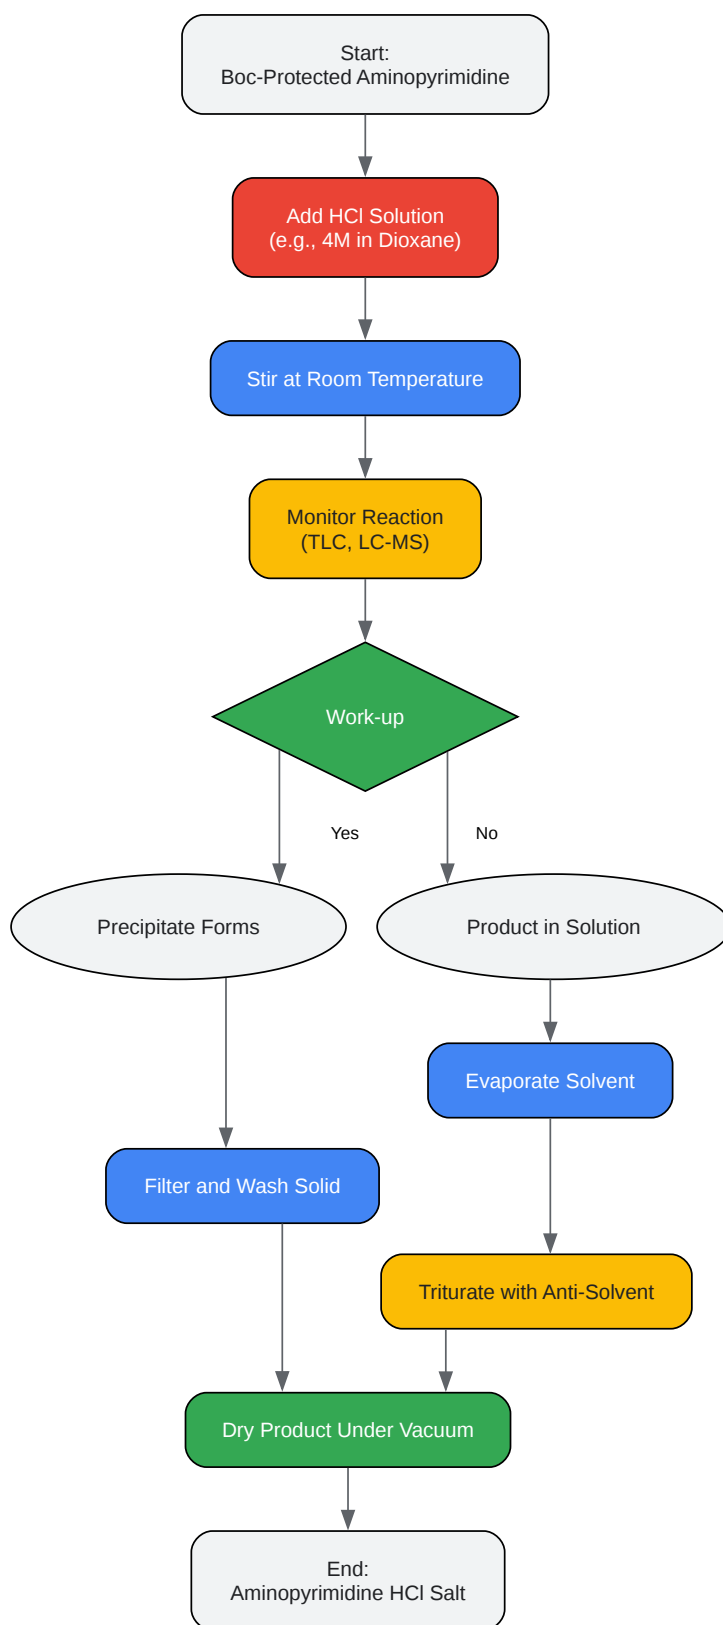 Start:
Boc-Protected Aminopyrimidine
Add HCl Solution
(e.g., 4M in Dioxane)
Stir at Room Temperature
Monitor Reaction
(TLC, LC-MS)
Work-up
Yes
No
Precipitate Forms
Product in Solution
Evaporate Solvent
Filter and Wash Solid
Triturate with Anti-Solvent
Dry Product Under Vacuum
End:
Aminopyrimidine HCl Salt